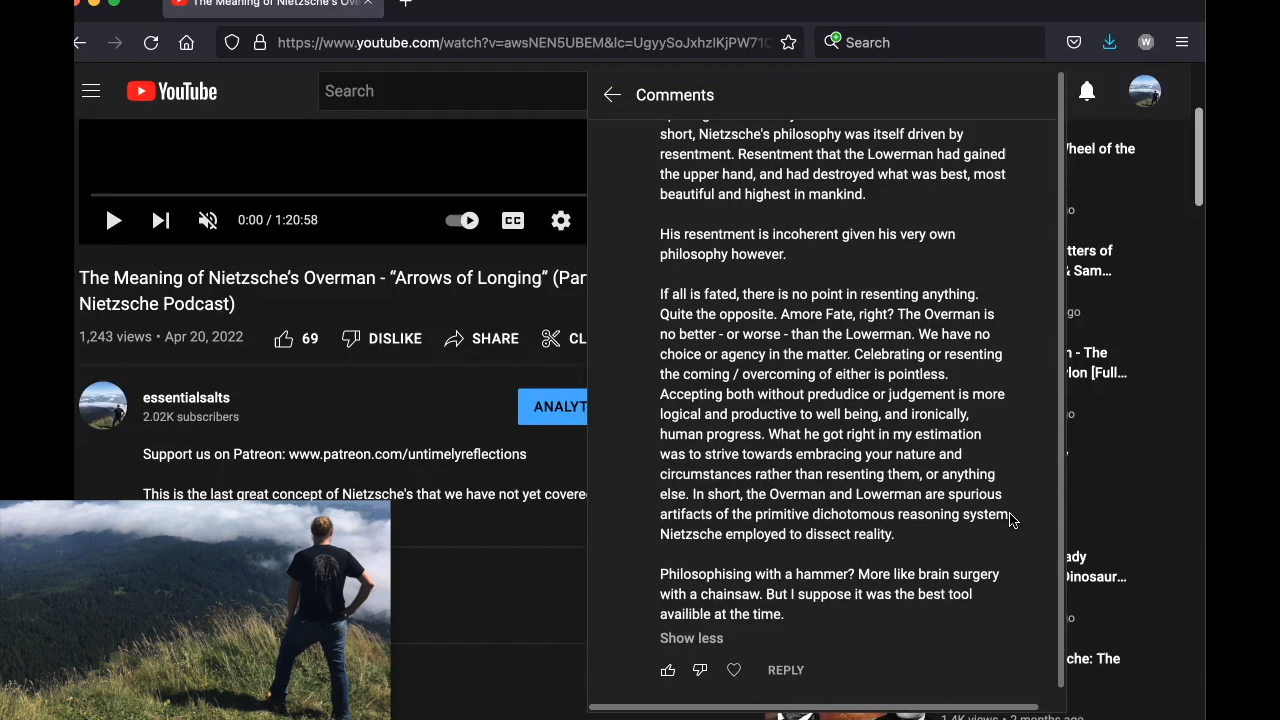 The Meaning of Nietzsche's Ove
https://www.youtube.com/watch?v=awsNEN5UBEM&lc=UgyySoJxhzIKjPW71C
Search
W
YouTube
Search
Comments
short, Nietzsche's philosophy was itself driven by
resentment. Resentment that the Lowerman had gained
the upper hand, and had destroyed what was best, most
beautiful and highest in mankind.
His resentment is incoherent given his very own
philosophy however.
If all is fated, there is no point in resenting anything.
Quite the opposite. Amore Fate, right? The Overman is
no better - or worse - than the Lowerman. We have no
choice or agency in the matter. Celebrating or resenting
the coming / overcoming of either is pointless.
Accepting both without predudice or judgement is more
logical and productive to well being, and ironically,
human progress. What he got right in my estimation
was to strive towards embracing your nature and
circumstances rather than resenting them, or anything
else. In short, the Overman and Lowerman are spurious
artifacts of the primitive dichotomous reasoning system
Nietzsche employed to dissect reality.
Philosophising with a hammer? More like brain surgery
with a chainsaw. But I suppose it was the best tool
availible at the time.
Show less
REPLY
0:00 / 1:20:58
CC
The Meaning of Nietzsche's Overman - “Arrows of Longing” (Par
Nietzsche Podcast)
1,243 views • Apr 20, 2022
69
DISLIKE
SHARE
CL
essentialsalts
2.02K subscribers
ANALYT
Support us on Patreon: www.patreon.com/untimelyreflections
This is the last great concept of Nietzsche's that we have not yet covere
Wheel of the
go
tters of
& Sam...
go
n - The
ylon [Full...
go
ady
Dinosaur...
go
che: The
1.4K views • 2 months ago